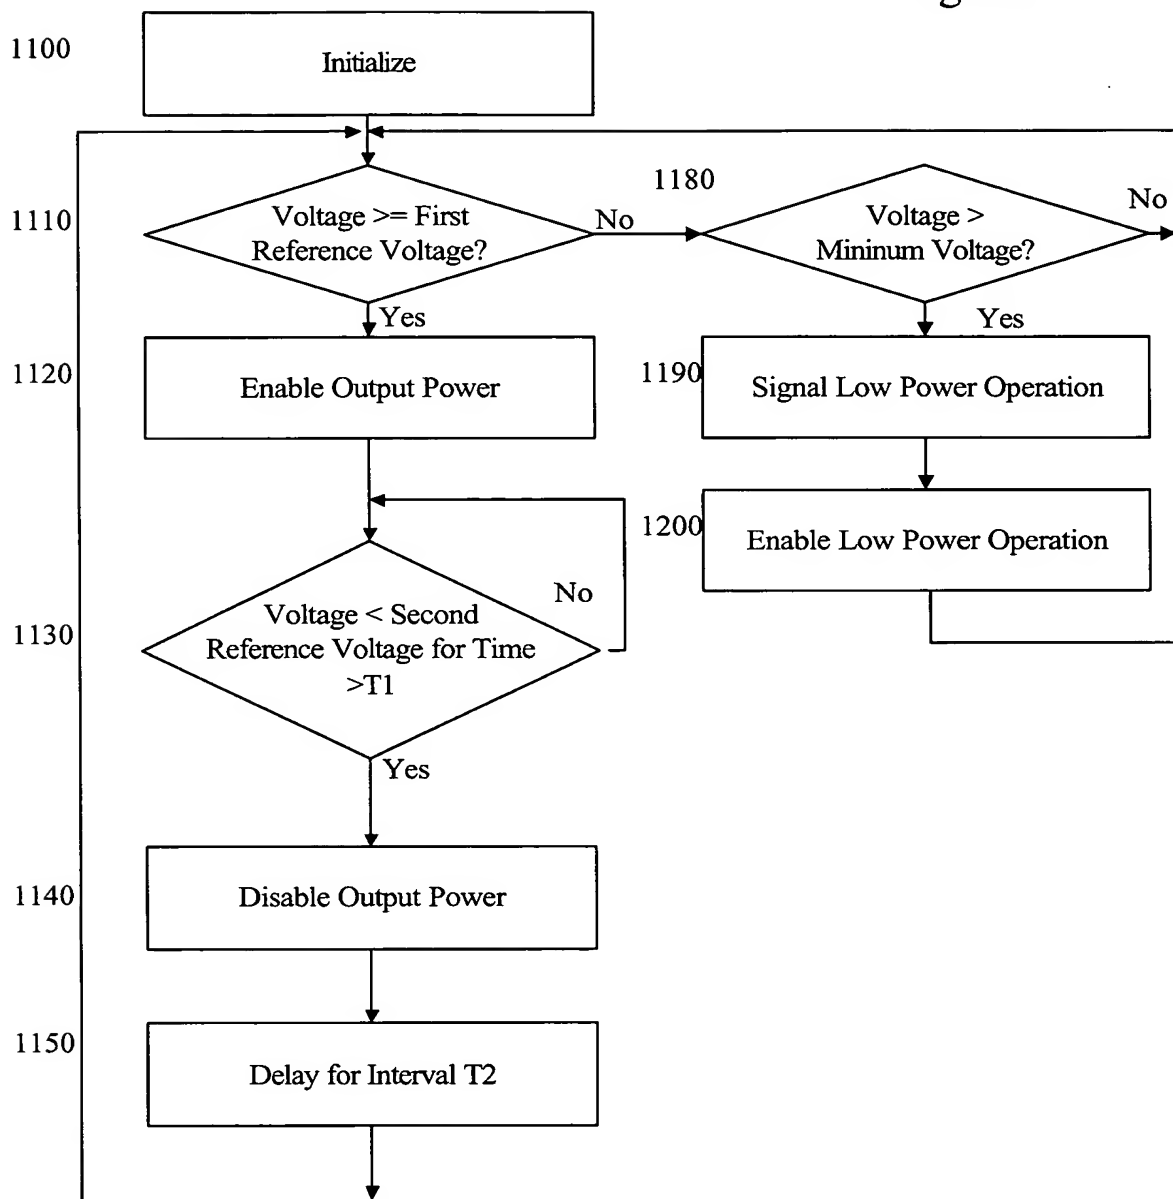 1100
Initialize
1110
Voltage >= First
Reference Voltage?
No
Yes
1180
Voltage >
Mininum Voltage?
No
Yes
1120
Enable Output Power
1190
Signal Low Power Operation
1200
Enable Low Power Operation
1130
Voltage < Second
Reference Voltage for Time
>T1
No
Yes
1140
Disable Output Power
1150
Delay for Interval T2